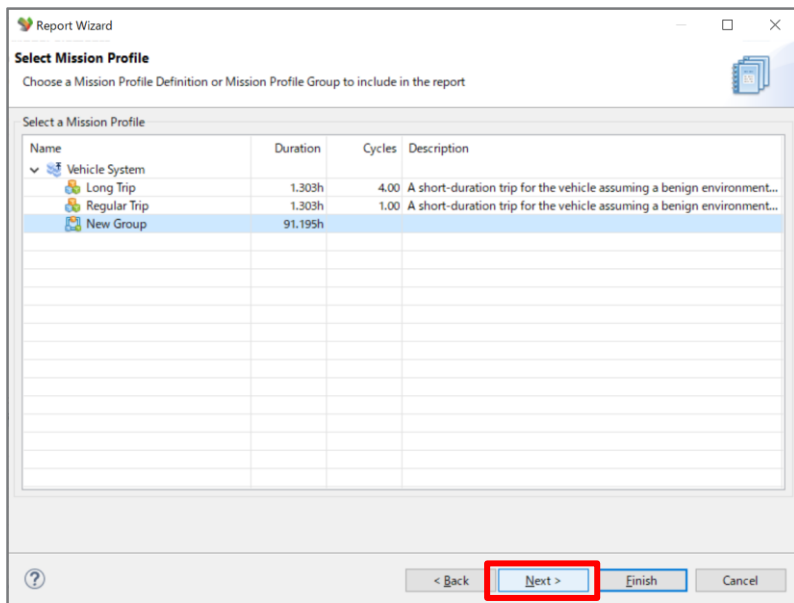 Report Wizard
Select Mission Profile
Choose a Mission Profile Definition or Mission Profile Group to include in the report
Select a Mission Profile
Name Duration Cycles Description
Vehicle System
Long Trip 1.303h 4.00 A short-duration trip for the vehicle assuming a benign environment...
Regular Trip 1.303h 1.00 A short-duration trip for the vehicle assuming a benign environment...
New Group 91.195h
? < Back Next > Finish Cancel